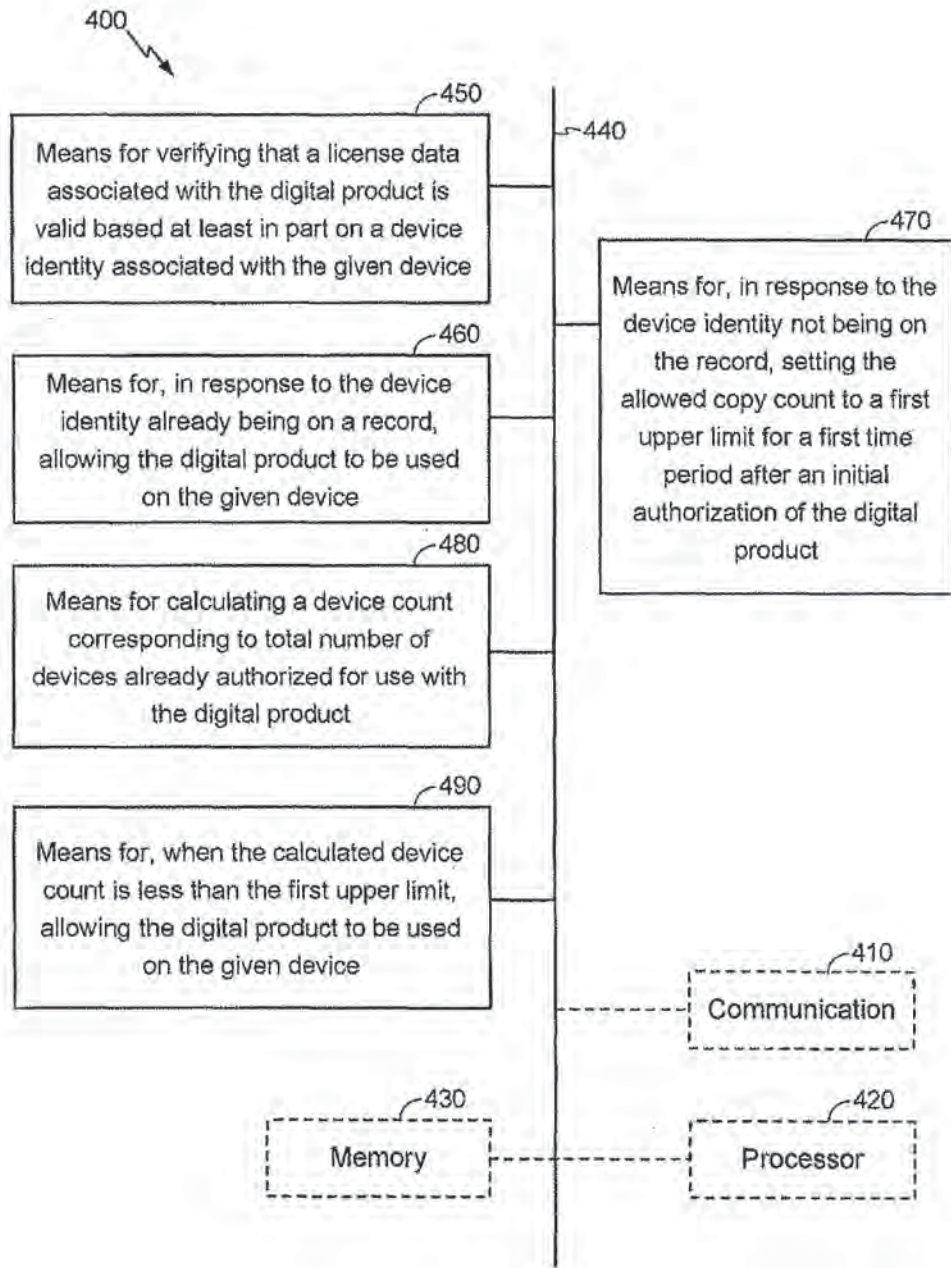 400
450
Means for verifying that a license data
associated with the digital product is
valid based at least in part on a device
identity associated with the given device
440
470
Means for, in response to the
device identity not being on
the record, setting the
allowed copy count to a first
upper limit for a first time
period after an initial
authorization of the digital
product
460
Means for, in response to the device
identity already being on a record,
allowing the digital product to be used
on the given device
480
Means for calculating a device count
corresponding to total number of
devices already authorized for use with
the digital product
490
Means for, when the calculated device
count is less than the first upper limit,
allowing the digital product to be used
on the given device
410
Communication
430
Memory
420
Processor